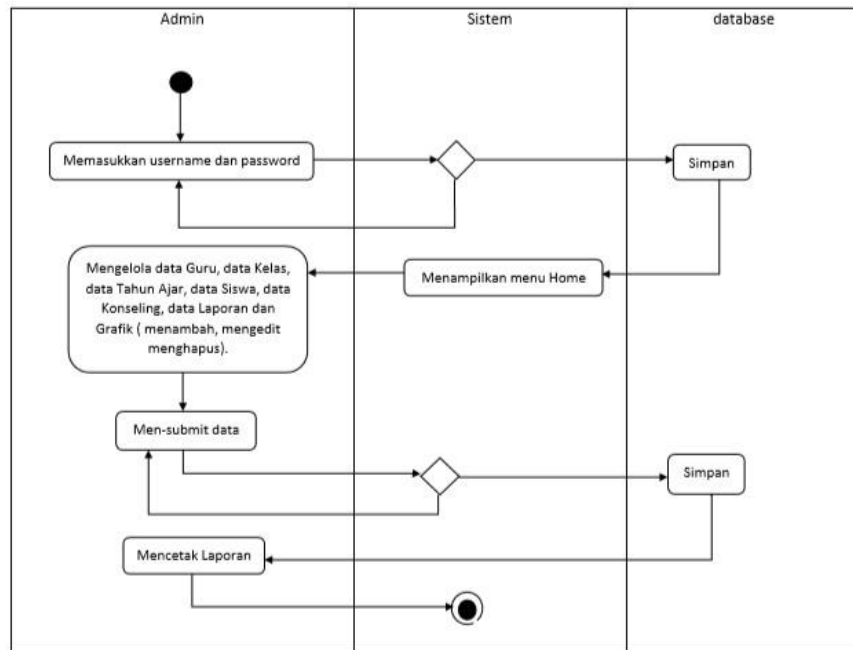 Admin
Sistem
database
Memasukkan username dan password
Simpan
Mengelola data Guru, data Kelas,
data Tahun Ajar, data Siswa, data
Konseling, data Laporan dan
Grafik ( menambah, mengedit
menghapus).
Menampilkan menu Home
Men-submit data
Simpan
Mencetak Laporan